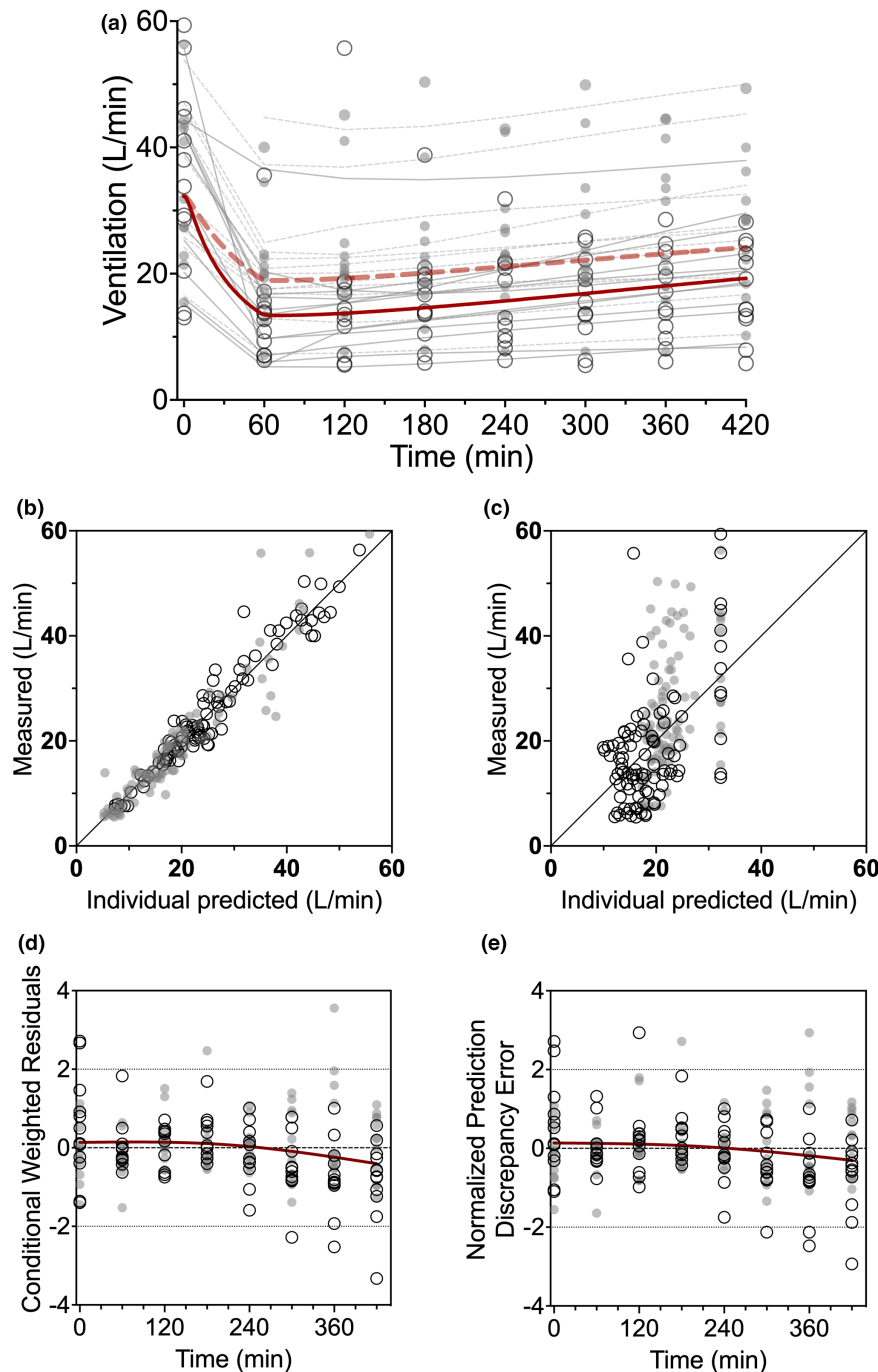 (a)
Ventilation (L/min)
60
40
20
0
0 60 120 180 240 300 360 420
Time (min)
(b)
Measured (L/min)
60
40
20
0
0 20 40 60
Individual predicted (L/min)
(c)
Measured (L/min)
60
40
20
0
0 20 40 60
Individual predicted (L/min)
(d)
Conditional Weighted Residuals
4
2
0
-2
-4
0 120 240 360
Time (min)
(e)
Normalized Prediction
Discrepancy Error
4
2
0
-2
-4
0 120 240 360
Time (min)